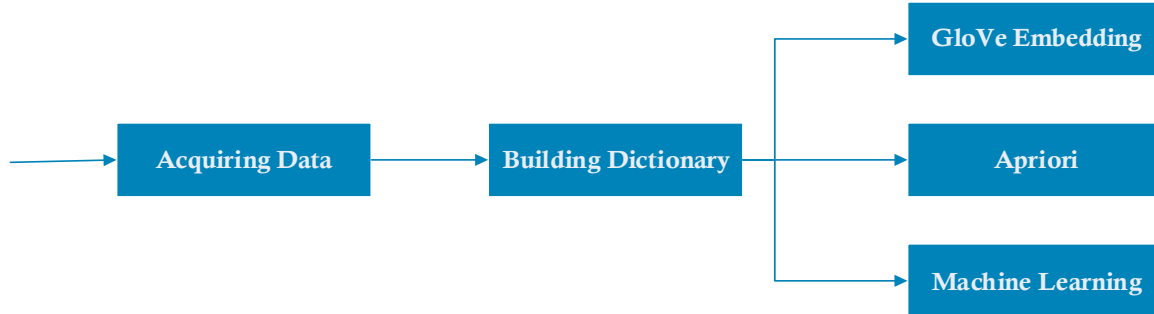 GloVe Embedding
Acquiring Data
Building Dictionary
Apriori
Machine Learning